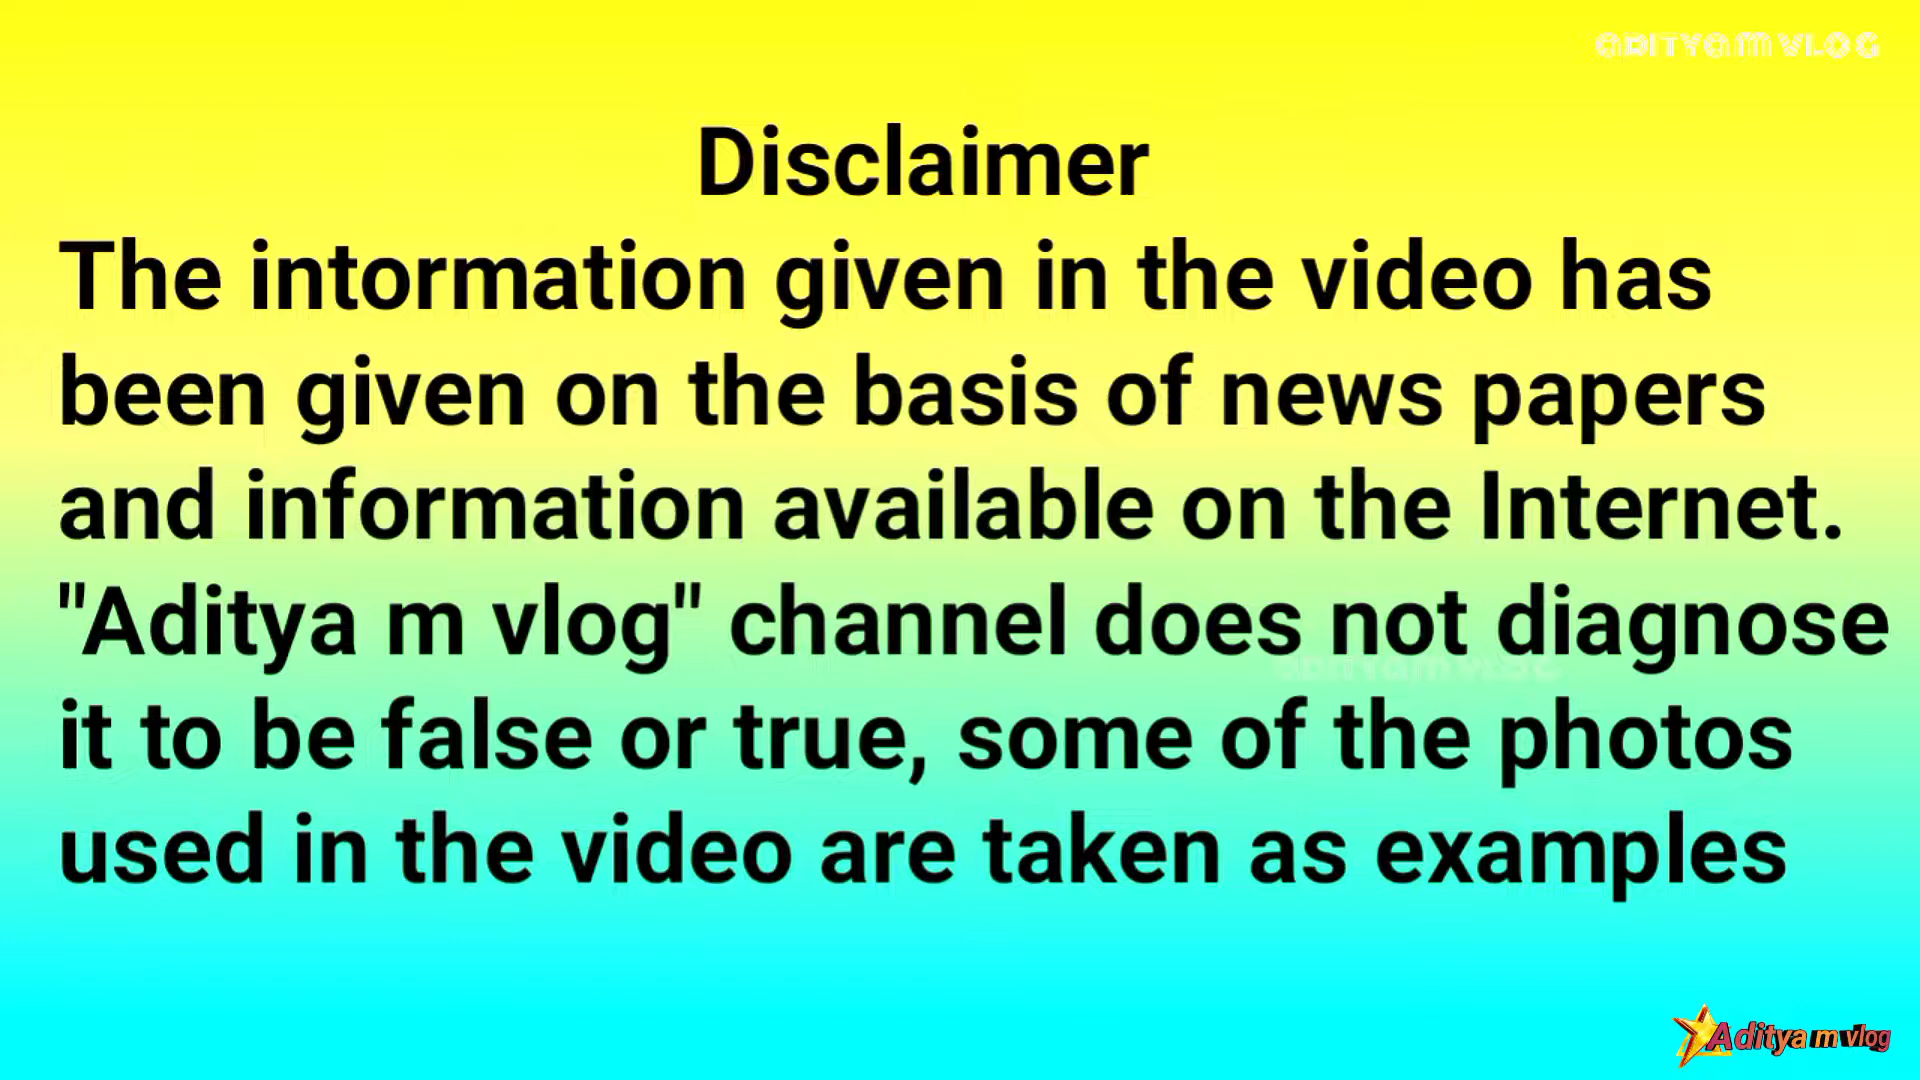 ADITYA M VLOG
Disclaimer
The intormation given in the video has
been given on the basis of news papers
and information available on the Internet.
"Aditya m vlog" channel does not diagnose
ADITYA M VLOG
it to be false or true, some of the photos
used in the video are taken as examples
Aditya m vlog